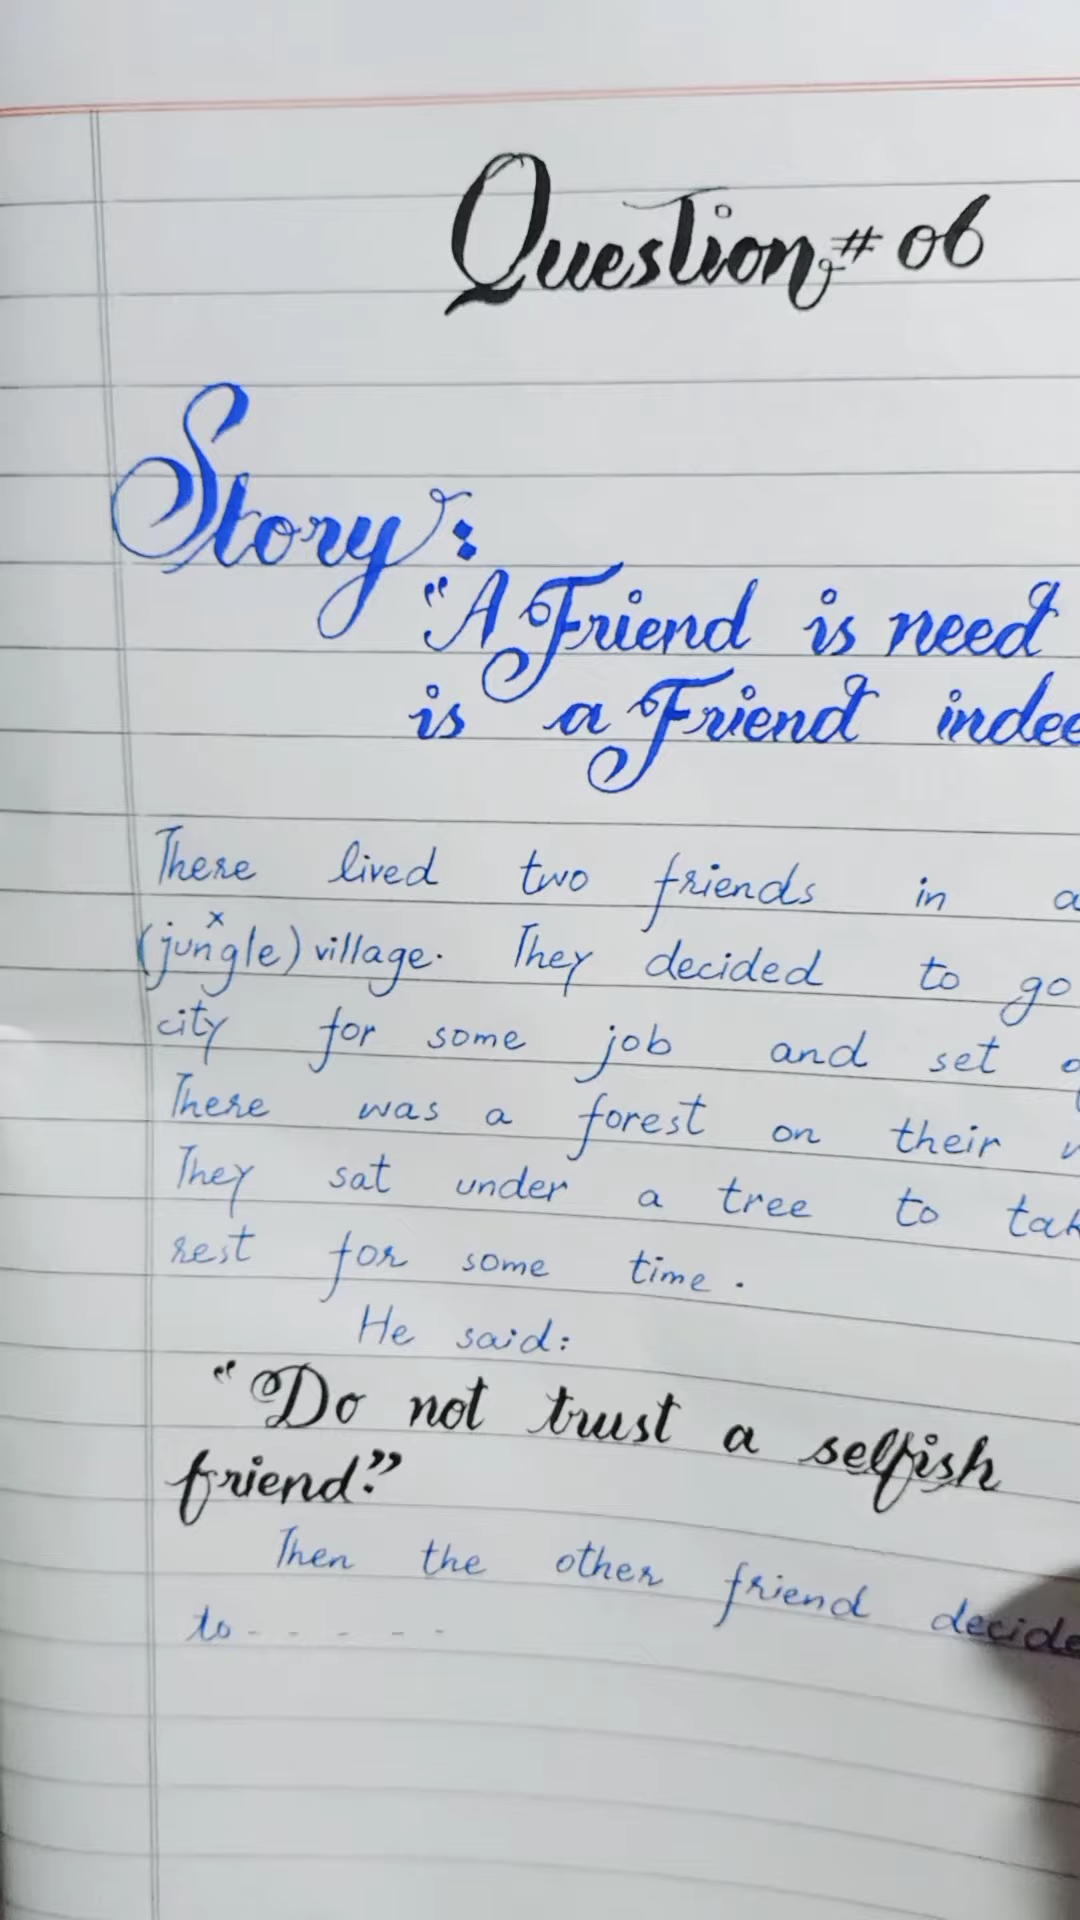 Question # 06
Story:
"A Friend is need
is a Friend indee
There lived two friends in a
(jungle) village. They decided to go
city for some job and set o
There was a forest on their w
They sat under a tree to tak
rest for some time.
He said:
"Do not trust a selfish
friend."
Then the other friend decide
to- - - - - -